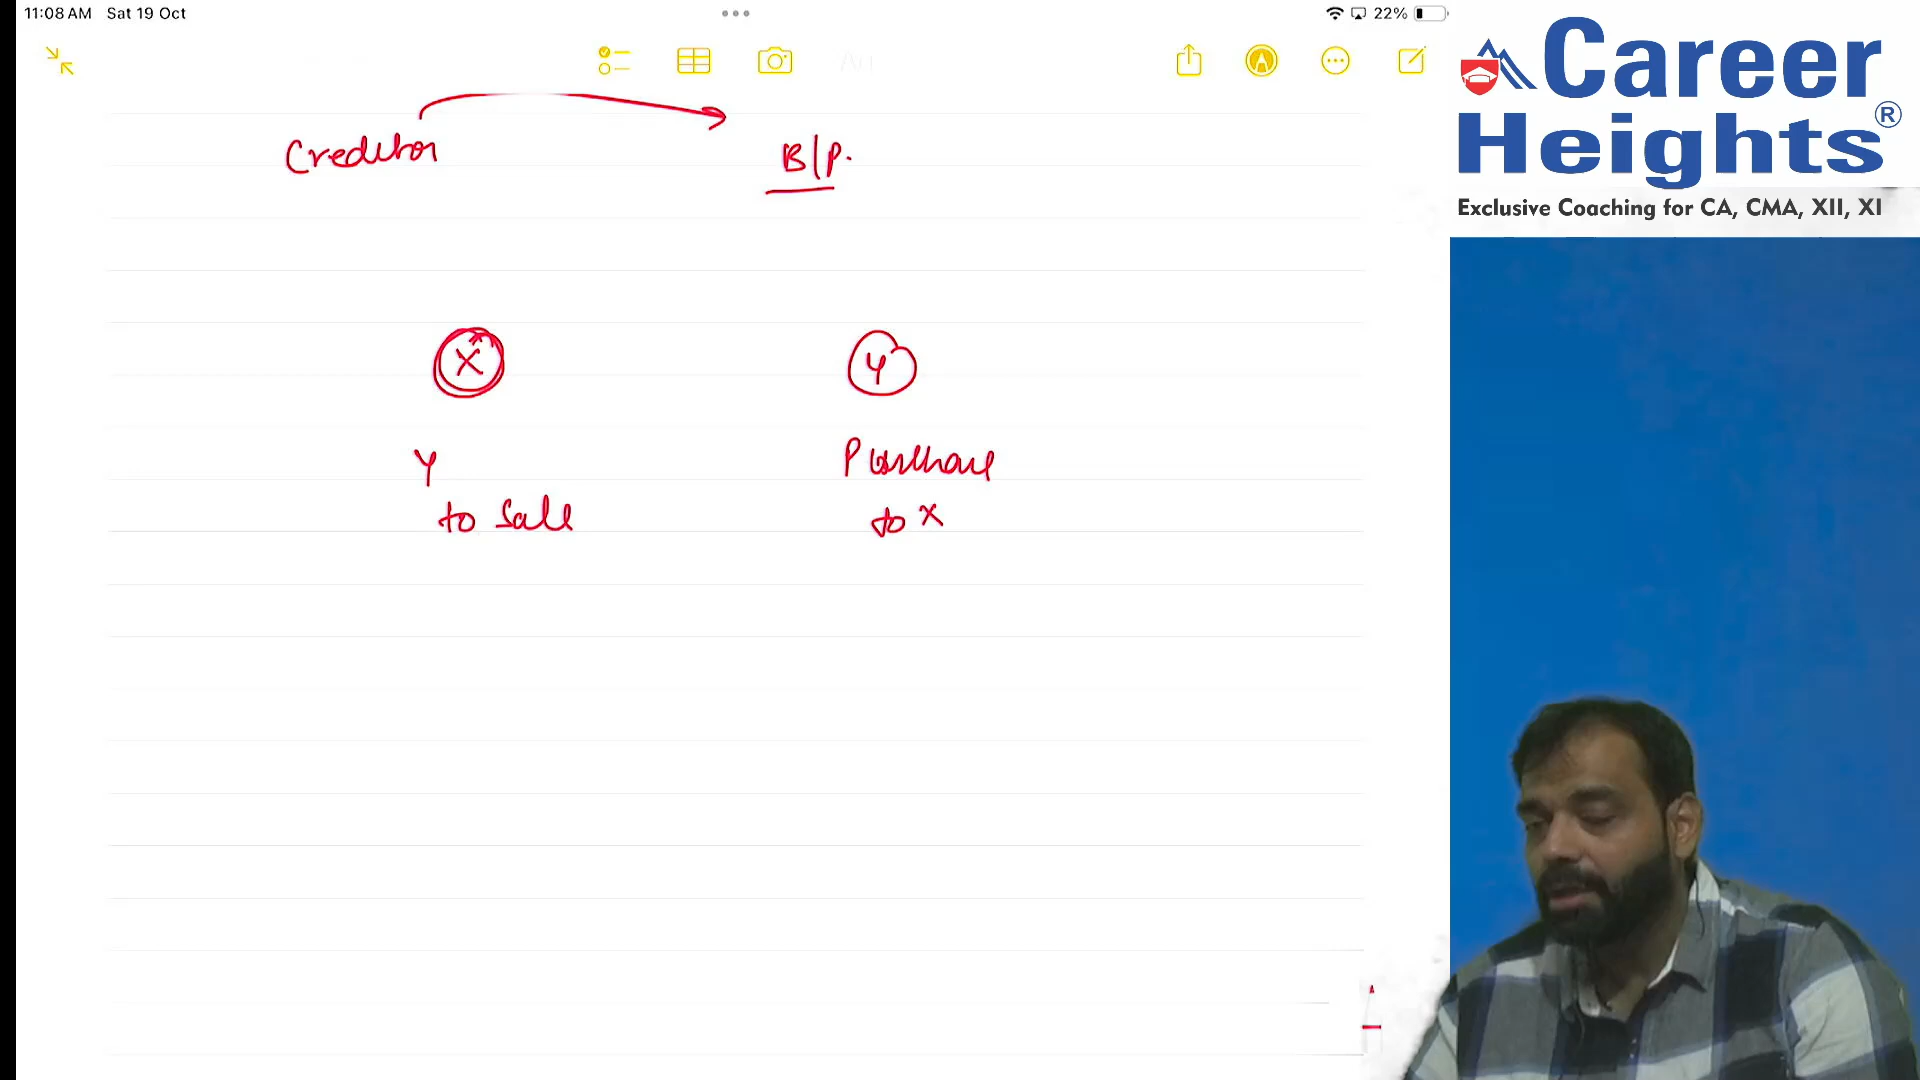 11:08 AM Sat 19 Oct
22%
Career
Heights®
Exclusive Coaching for CA, CMA, XII, XI
Creditor
B/P.
X
Y
Y
Purchase
to Sale
to X